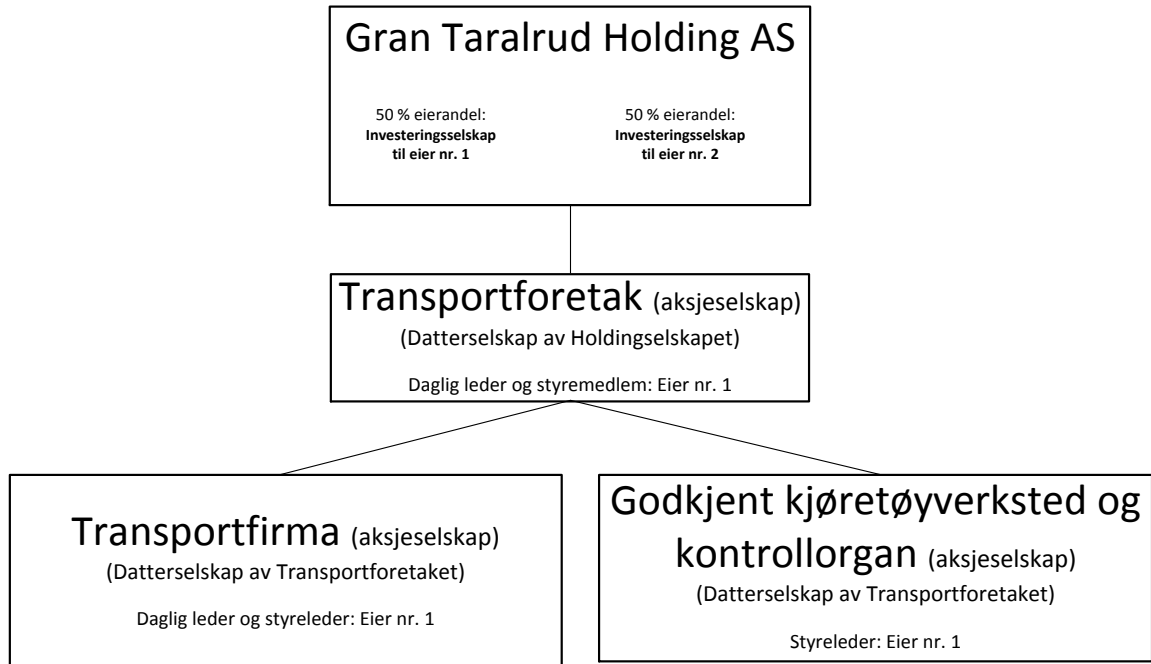 Gran Taralrud Holding AS
50 % eierandel:
Investeringsselskap
til eier nr. 1
50 % eierandel:
Investeringsselskap
til eier nr. 2
Transportforetak (aksjeselskap)
(Datterselskap av Holdingselskapet)
Daglig leder og styremedlem: Eier nr. 1
Transportfirma (aksjeselskap)
(Datterselskap av Transportforetaket)
Daglig leder og styreleder: Eier nr. 1
Godkjent kjøretøyverksted og
kontrollorgan (aksjeselskap)
(Datterselskap av Transportforetaket)
Styreleder: Eier nr. 1